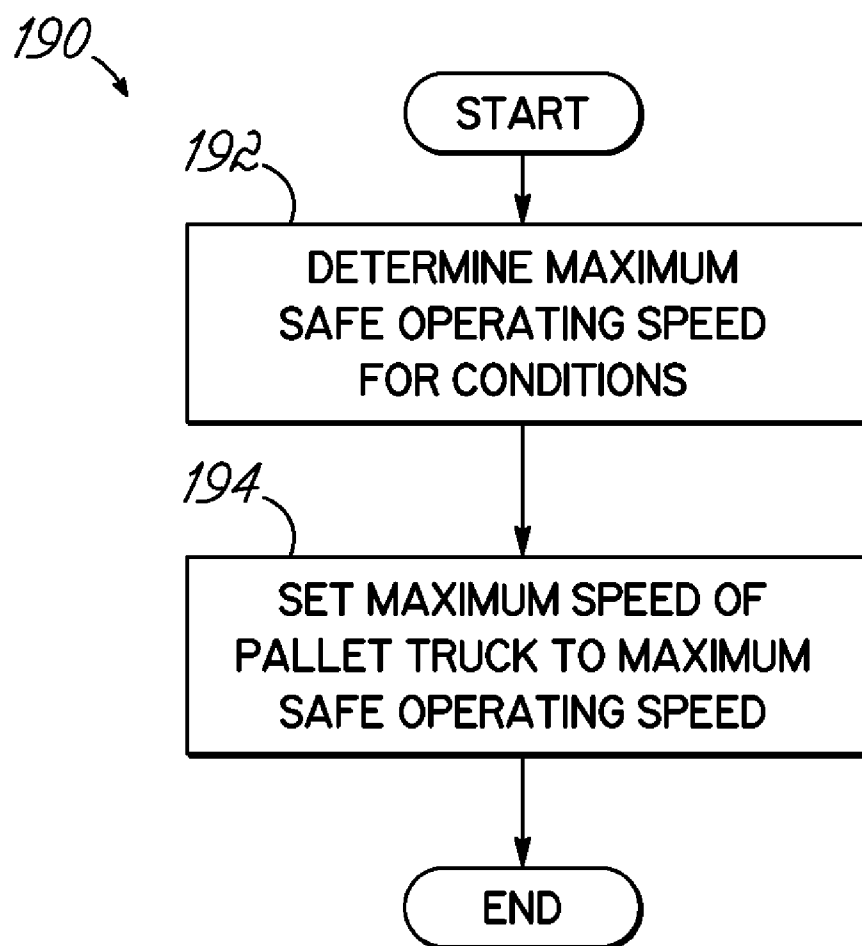 190
START
192
DETERMINE MAXIMUM
SAFE OPERATING SPEED
FOR CONDITIONS
194
SET MAXIMUM SPEED OF
PALLET TRUCK TO MAXIMUM
SAFE OPERATING SPEED
END